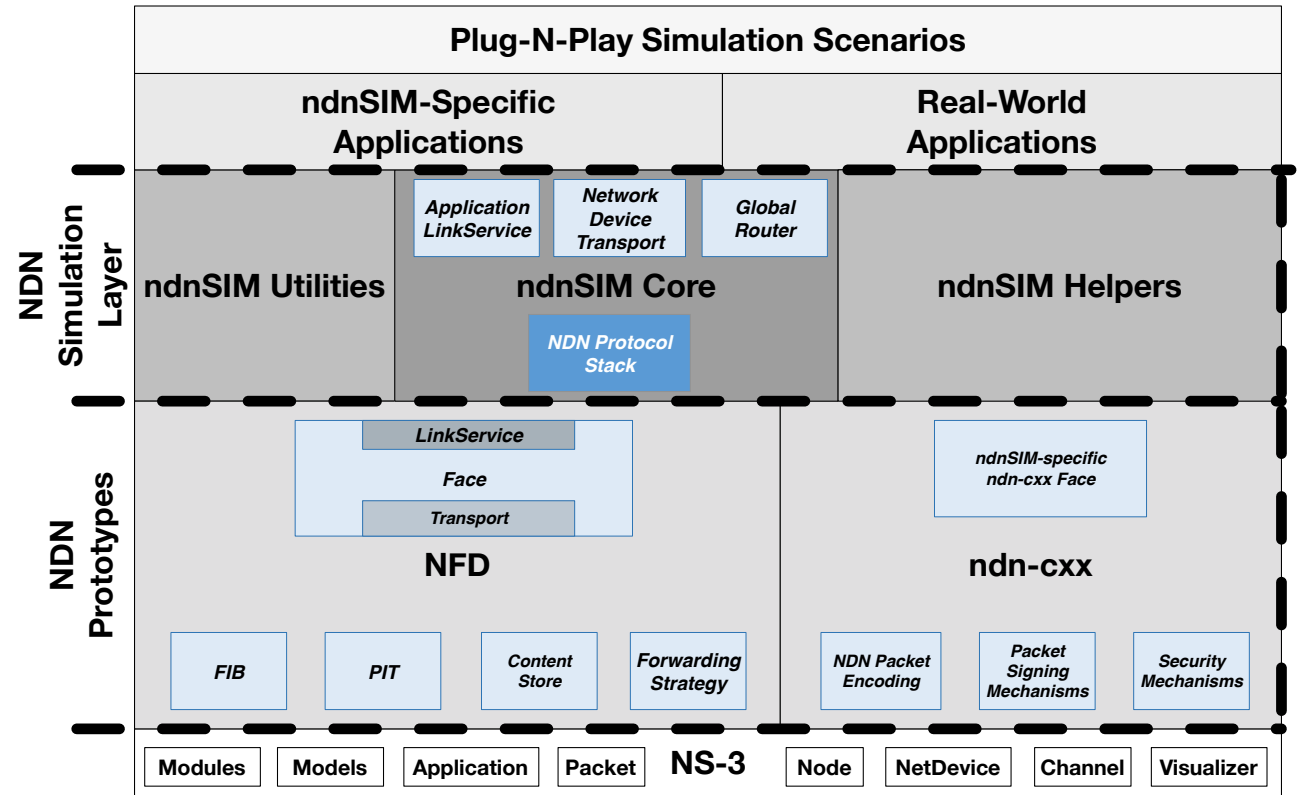 Plug-N-Play Simulation Scenarios
ndnSIM-Specific
Applications
Real-World
Applications
NDN
Simulation
Layer
ndnSIM Utilities
Application
LinkService
Network
Device
Transport
Global
Router
ndnSIM Core
NDN Protocol
Stack
ndnSIM Helpers
NDN
Prototypes
LinkService
Face
Transport
NFD
FIB
PIT
Content
Store
Forwarding
Strategy
ndnSIM-specific
ndn-cxx Face
ndn-cxx
NDN Packet
Encoding
Packet
Signing
Mechanisms
Security
Mechanisms
Modules
Models
Application
Packet
NS-3
Node
NetDevice
Channel
Visualizer